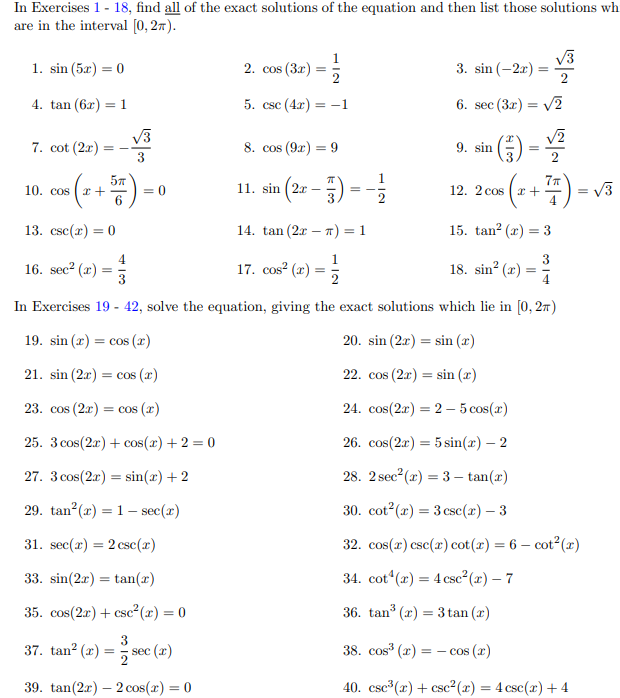 In Exercises 1 - 18, find all of the exact solutions of the equation and then list those solutions wh
are in the interval [0, 2π).
1. sin (5x) = 0 2. cos (3x) = 1/2 3. sin (−2x) = √3/2
4. tan (6x) = 1 5. csc (4x) = −1 6. sec (3x) = √2
7. cot (2x) = −√3/3 8. cos (9x) = 9 9. sin (x/3) = √2/2
10. cos (x + 5π/6) = 0 11. sin (2x − π/3) = −1/2 12. 2 cos (x + 7π/4) = √3
13. csc(x) = 0 14. tan (2x − π) = 1 15. tan² (x) = 3
16. sec² (x) = 4/3 17. cos² (x) = 1/2 18. sin² (x) = 3/4
In Exercises 19 - 42, solve the equation, giving the exact solutions which lie in [0, 2π)
19. sin (x) = cos (x) 20. sin (2x) = sin (x)
21. sin (2x) = cos (x) 22. cos (2x) = sin (x)
23. cos (2x) = cos (x) 24. cos(2x) = 2 − 5 cos(x)
25. 3 cos(2x) + cos(x) + 2 = 0 26. cos(2x) = 5 sin(x) − 2
27. 3 cos(2x) = sin(x) + 2 28. 2 sec²(x) = 3 − tan(x)
29. tan²(x) = 1 − sec(x) 30. cot²(x) = 3 csc(x) − 3
31. sec(x) = 2 csc(x) 32. cos(x) csc(x) cot(x) = 6 − cot²(x)
33. sin(2x) = tan(x) 34. cot⁴(x) = 4 csc²(x) − 7
35. cos(2x) + csc²(x) = 0 36. tan³ (x) = 3 tan (x)
37. tan² (x) = 3/2 sec (x) 38. cos³ (x) = − cos (x)
39. tan(2x) − 2 cos(x) = 0 40. csc³(x) + csc²(x) = 4 csc(x) + 4